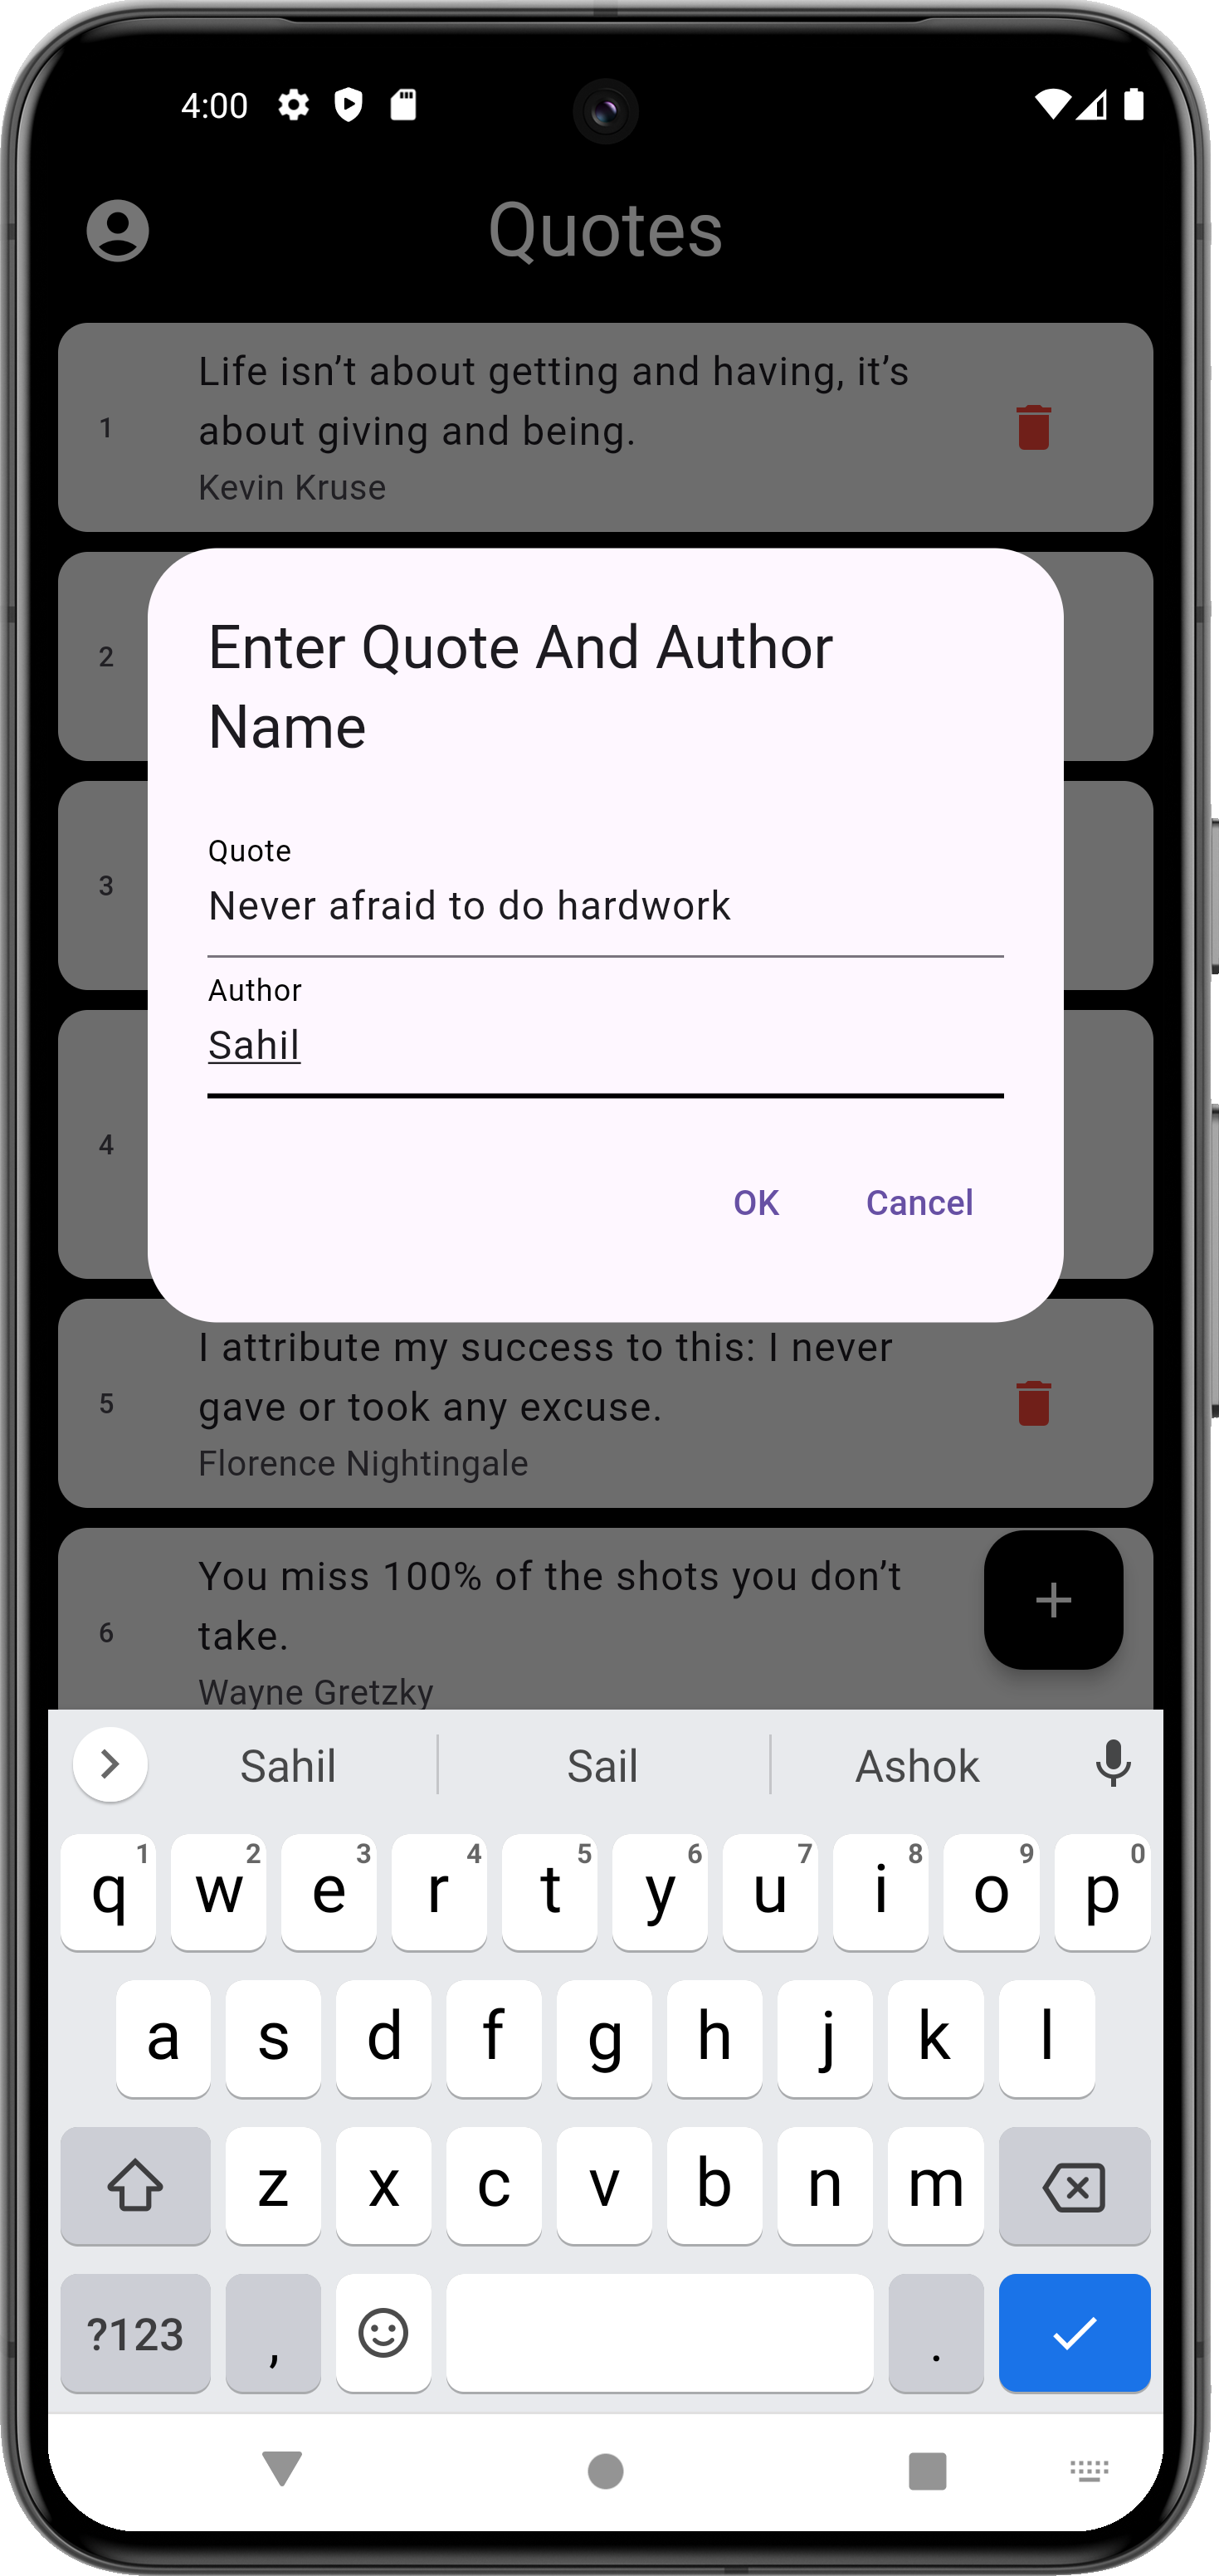 4:00
Quotes
Life isn’t about getting and having, it’s
1
about giving and being.
Kevin Kruse
2
Enter Quote And Author
Name
3
Quote
Never afraid to do hardwork
Author
Sahil
4
OK Cancel
I attribute my success to this: I never
5
gave or took any excuse.
Florence Nightingale
You miss 100% of the shots you don’t
6
take.
Wayne Gretzky
+
Sahil Sail Ashok
1 2 3 4 5 6 7 8 9 0
q w e r t y u i o p
a s d f g h j k l
z x c v b n m
?123 , .